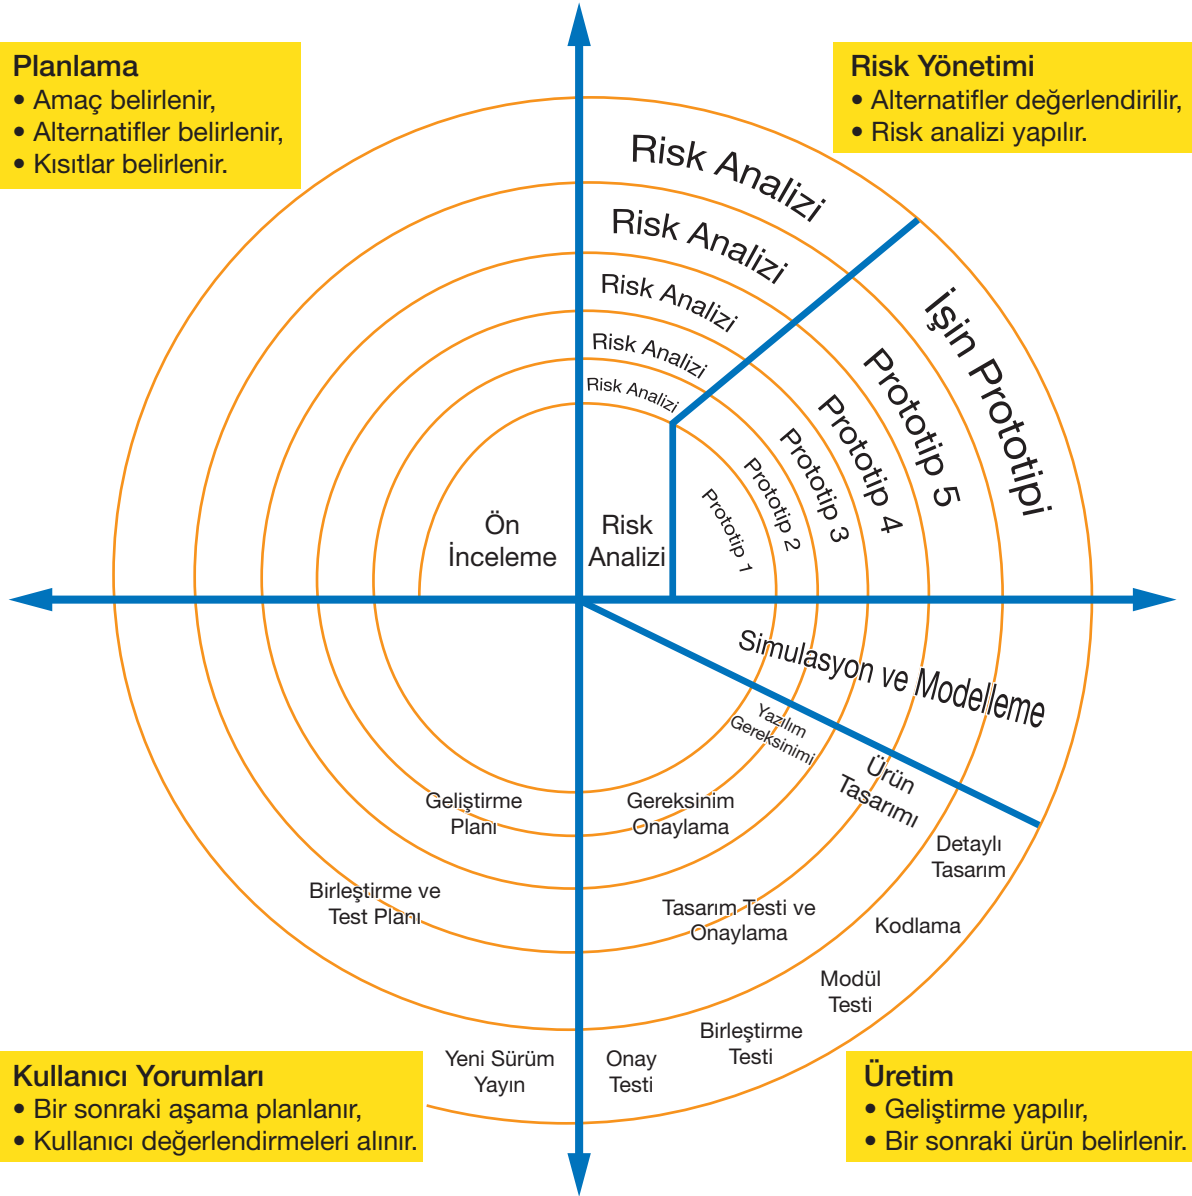 Planlama
• Amaç belirlenir,
• Alternatifler belirlenir,
• Kısıtlar belirlenir.
Risk Yönetimi
• Alternatifler değerlendirilir,
• Risk analizi yapılır.
Risk Analizi
Risk Analizi
Risk Analizi
Risk Analizi
Risk Analizi
Ön
İnceleme
Risk
Analizi
Prototip 1
Prototip 2
Prototip 3
Prototip 4
Prototip 5
İşin Prototipi
Simulasyon ve Modelleme
Yazılım
Gereksinimi
Ürün
Tasarımı
Detaylı
Tasarım
Geliştirme
Planı
Gereksinim
Onaylama
Birleştirme ve
Test Planı
Tasarım Testi ve
Onaylama
Kodlama
Modül
Testi
Birleştirme
Testi
Onay
Testi
Yeni Sürüm
Yayın
Kullanıcı Yorumları
• Bir sonraki aşama planlanır,
• Kullanıcı değerlendirmeleri alınır.
Üretim
• Geliştirme yapılır,
• Bir sonraki ürün belirlenir.